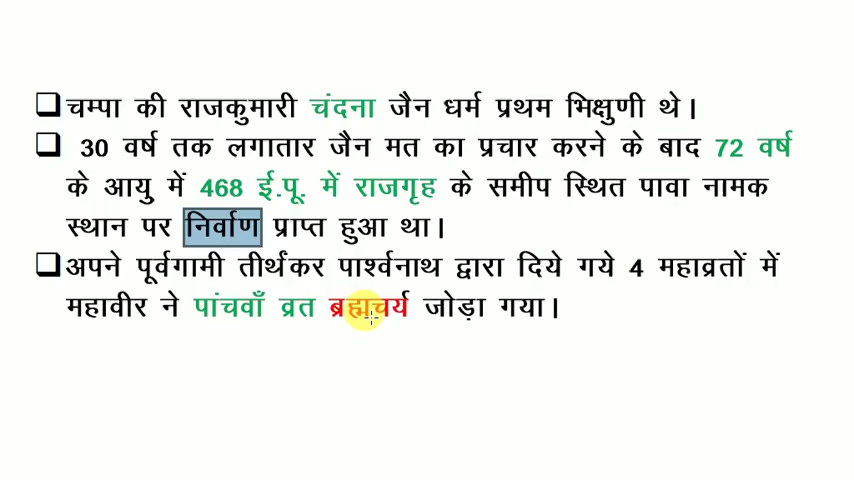 चम्पा की राजकुमारी चंदना जैन धर्म प्रथम भिक्षुणी थे।
30 वर्ष तक लगातार जैन मत का प्रचार करने के बाद 72 वर्ष
के आयु में 468 ई.पू. में राजगृह के समीप स्थित पावा नामक
स्थान पर निर्वाण प्राप्त हुआ था।
अपने पूर्वगामी तीर्थंकर पार्श्वनाथ द्वारा दिये गये 4 महाव्रतों में
महावीर ने पांचवाँ व्रत ब्रह्मचर्य जोड़ा गया।